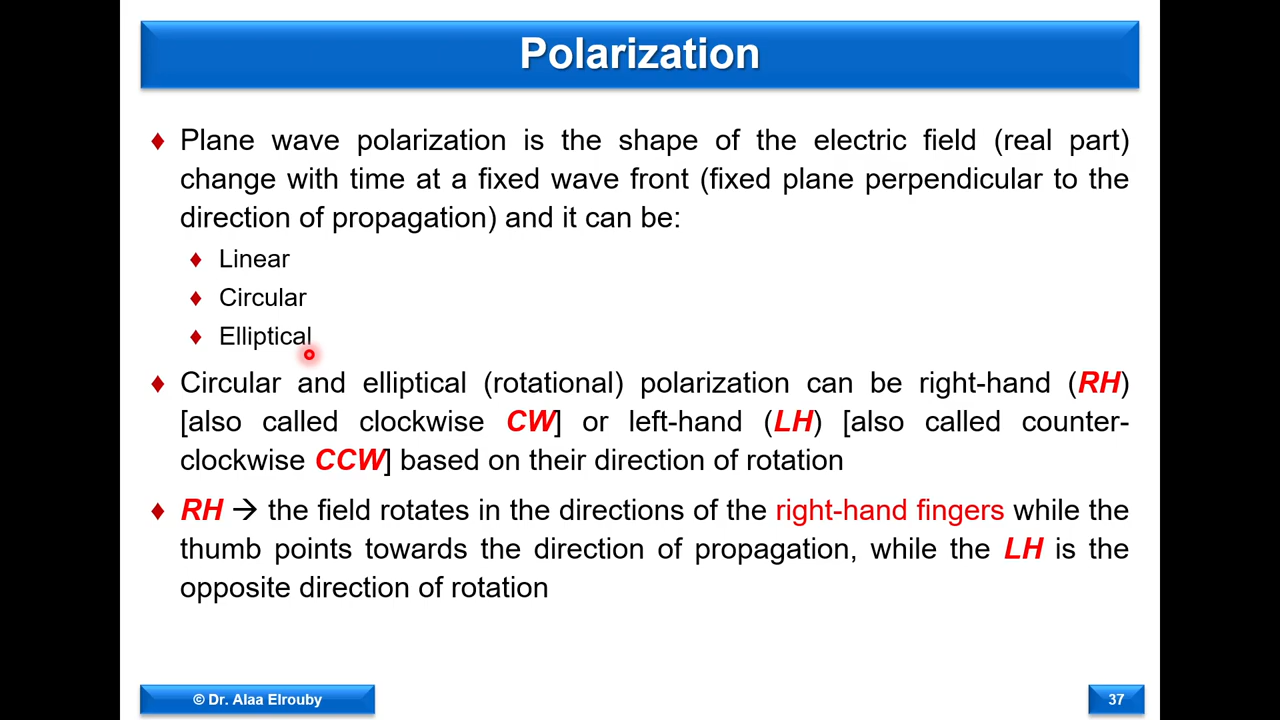 Polarization
♦ Plane wave polarization is the shape of the electric field (real part)
change with time at a fixed wave front (fixed plane perpendicular to the
direction of propagation) and it can be:
♦ Linear
♦ Circular
♦ Elliptical
♦ Circular and elliptical (rotational) polarization can be right-hand (RH)
[also called clockwise CW] or left-hand (LH) [also called counter-
clockwise CCW] based on their direction of rotation
♦ RH → the field rotates in the directions of the right-hand fingers while the
thumb points towards the direction of propagation, while the LH is the
opposite direction of rotation
© Dr. Alaa Elrouby
37